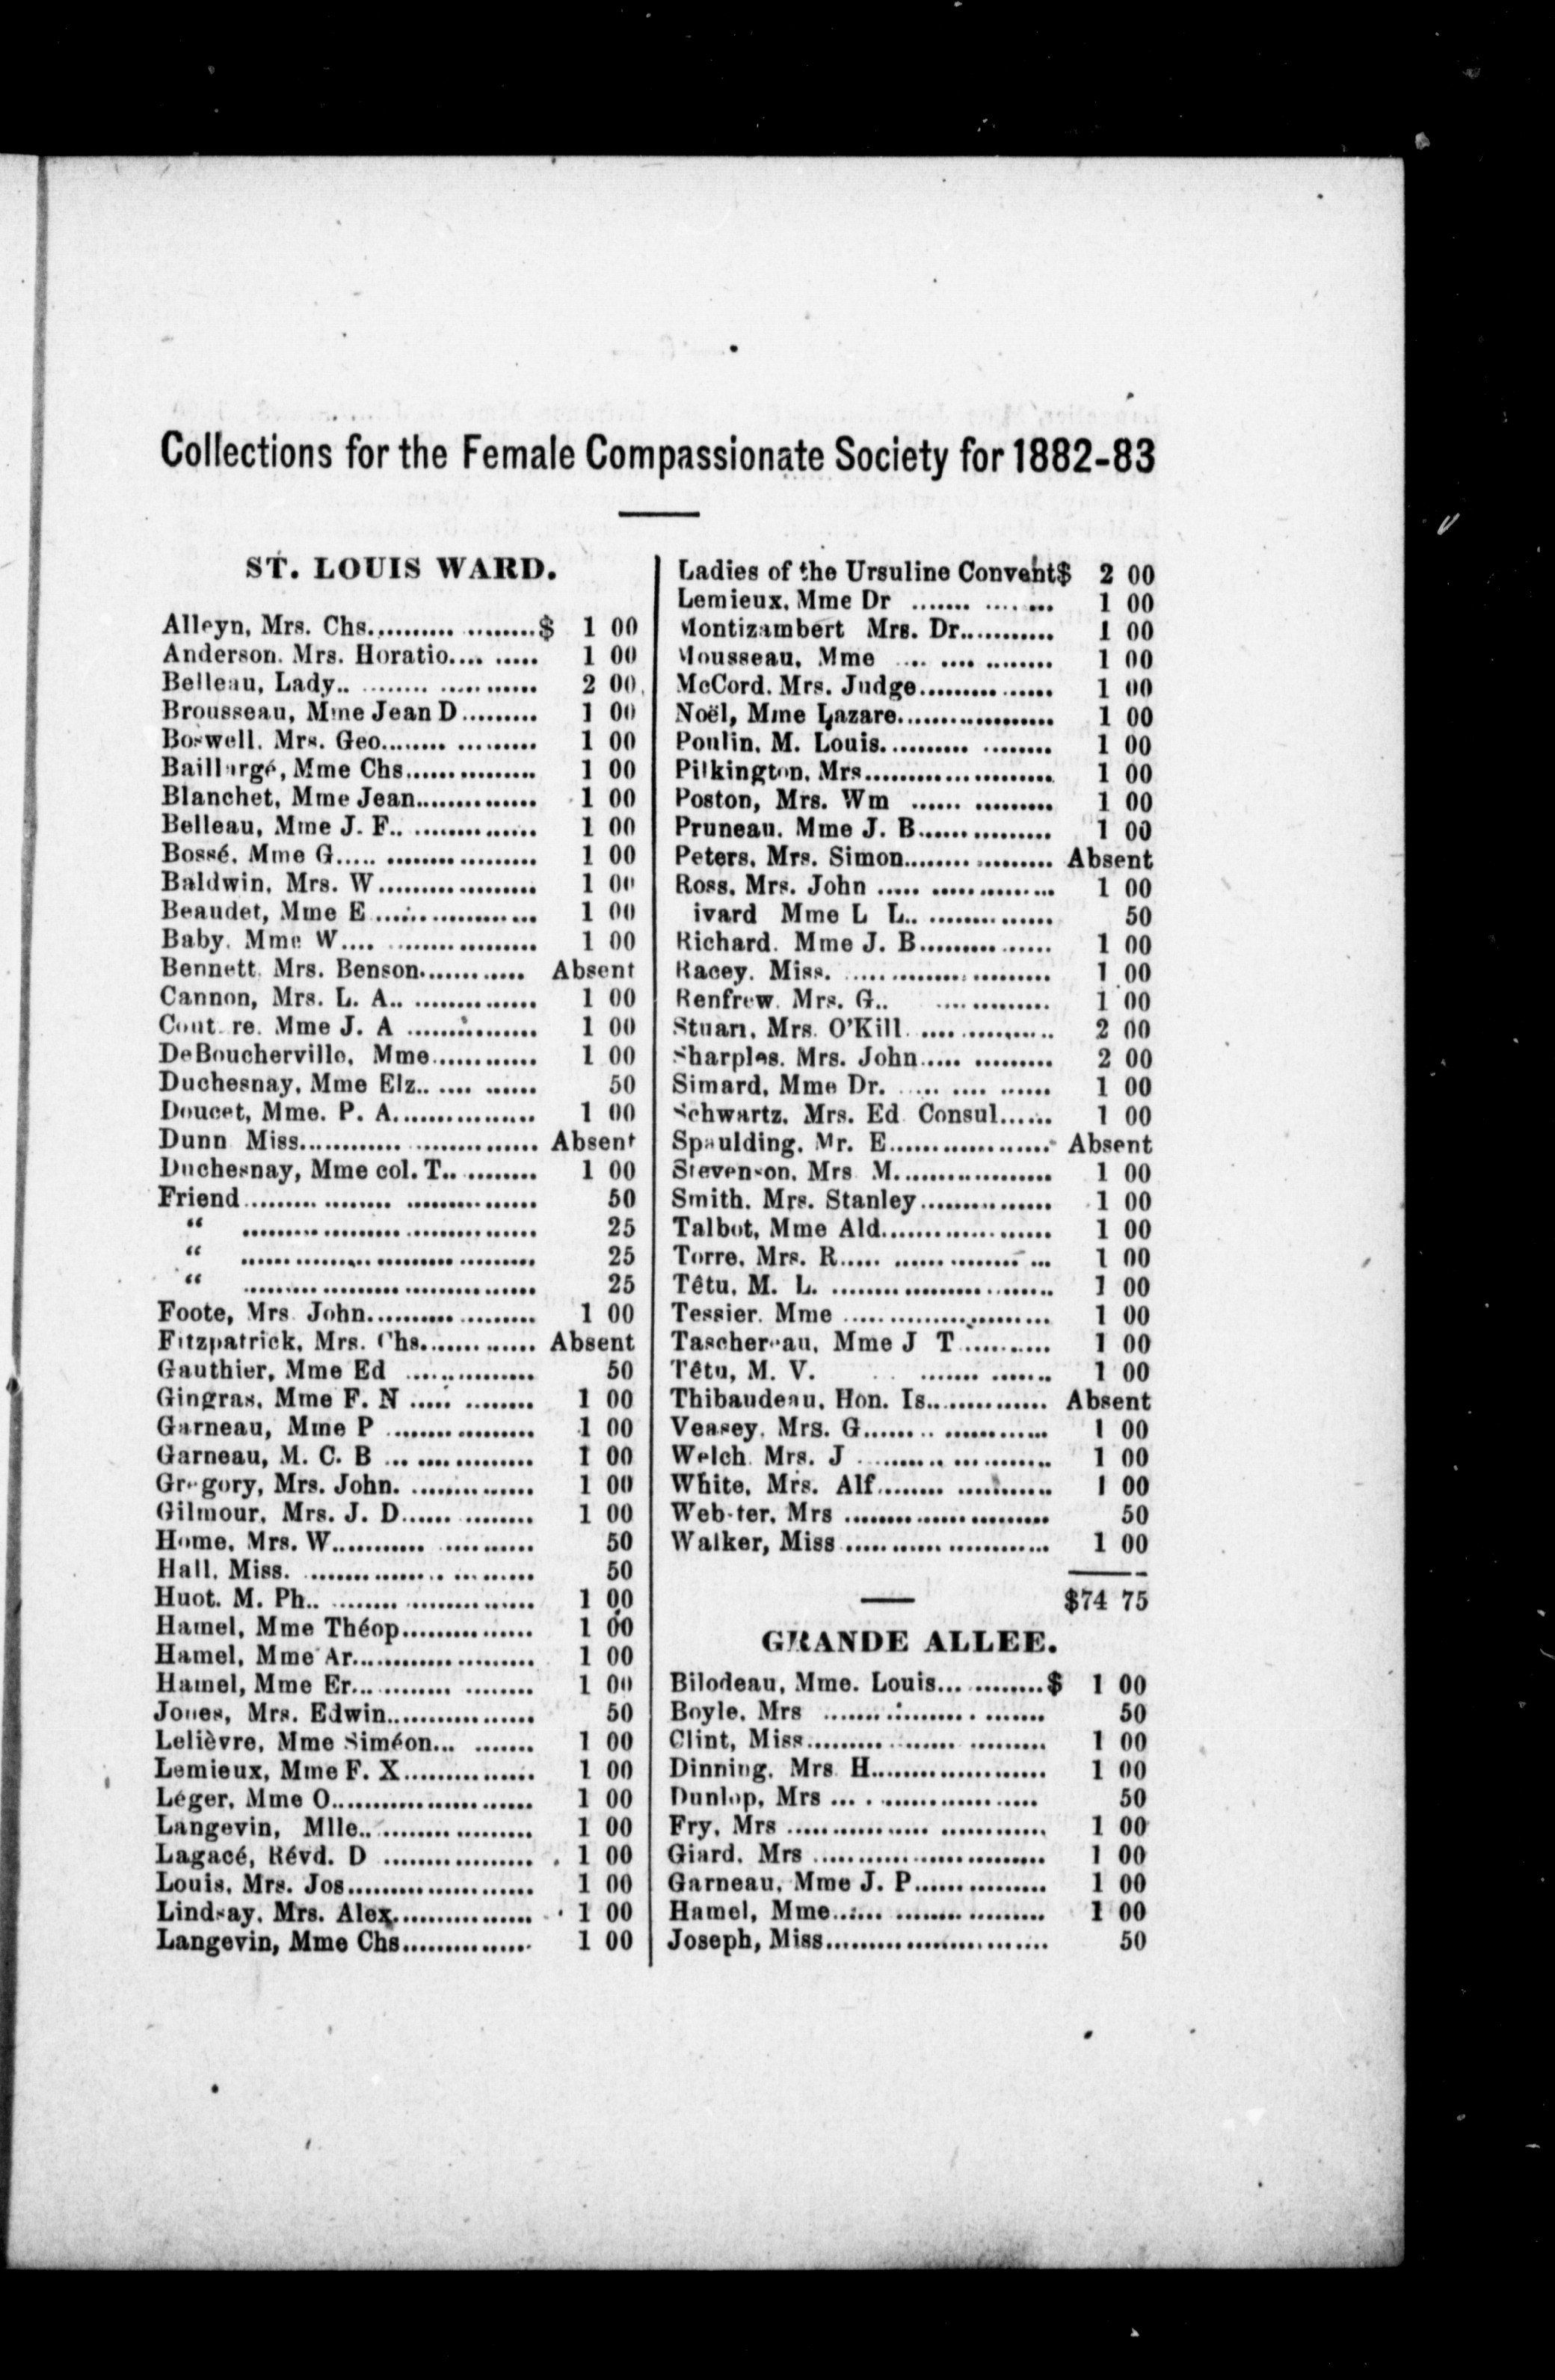 Collections for the Female Compassionate Society for 1882-83
ST. LOUIS WARD.
Alleyn, Mrs. Chs.................... $ 1 00
Anderson. Mrs. Horatio.... ..... 1 00
Belleau, Lady.. ........ ........... 2 00
Brousseau, Mme Jean D......... 1 00
Boswell. Mrs. Geo........ ......... 1 00
Baillargé, Mme Chs............... 1 00
Blanchet, Mme Jean.............. 1 00
Belleau, Mme J. F.. .............. 1 00
Bossé. Mme G..... ................. 1 00
Baldwin, Mrs. W.................. 1 00
Beaudet, Mme E .................. 1 00
Baby. Mme W.... ................. 1 00
Bennett. Mrs. Benson............ Absent
Cannon, Mrs. L. A.. .............. 1 00
Cout re. Mme J. A ............... 1 00
DeBoucherville, Mme............ 1 00
Duchesnay, Mme Elz.. .... ...... 50
Doucet, Mme. P. A................ 1 00
Dunn Miss............ .............. Absent
Duchesnay, Mme col. T.. ......... 1 00
Friend......... ........ ............... 50
“ ................................. 25
“ ................................. 25
“ ................................. 25
Foote, Mrs. John.......... ......... 1 00
Fitzpatrick, Mrs. Chs............. Absent
Gauthier, Mme Ed ............... 50
Gingras, Mme F. N ..... ........ 1 00
Garneau, Mme P ................. 1 00
Garneau, M. C. B ... .... ......... 1 00
Gregory, Mrs. John. .............. 1 00
Gilmour, Mrs. J. D...... ........ 1 00
Home, Mrs. W........... .......... 50
Hall, Miss. ................ ......... 50
Huot. M. Ph.. ........ .............. 1 00
Hamel, Mme Théop............... 1 00
Hamel, Mme Ar.................... 1 00
Hamel, Mme Er............ ........ 1 00
Jones, Mrs. Edwin................ 50
Lelièvre, Mme Siméon... ....... 1 00
Lemieux, Mme F. X............... 1 00
Léger, Mme O....................... 1 00
Langevin, Mlle.. ................. 1 00
Lagacé, Révd. D ................. 1 00
Louis, Mrs. Jos..................... 1 00
Lindsay, Mrs. Alex................ 1 00
Langevin, Mme Chs............... 1 00
Ladies of the Ursuline Convent $ 2 00
Lemieux, Mme Dr ....... .... ... 1 00
Montizambert Mrs. Dr........... 1 00
Mousseau, Mme .... .... ........ 1 00
McCord, Mrs. Judge............... 1 00
Noël, Mme Lazare.................. 1 00
Poulin, M. Louis.......... ........ 1 00
Pilkington, Mrs..................... 1 00
Poston, Mrs. Wm ...... ......... 1 00
Pruneau. Mme J. B............... 1 00
Peters, Mrs. Simon........ ......... Absent
Ross, Mrs. John ..... .............. 1 00
ivard Mme L L.. .............. 50
Richard. Mme J. B............... 1 00
Racey, Miss. ....................... 1 00
Renfrew. Mrs. G.. ............. 1 00
Stuart, Mrs. O'Kill. .... .......... 2 00
Sharples. Mrs. John..... ......... 2 00
Simard, Mme Dr. ..... .... ...... 1 00
Schwartz, Mrs. Ed Consul...... 1 00
Spaulding, Mr. E.................. Absent
Stevenson, Mrs M.................. 1 00
Smith, Mrs. Stanley............... 1 00
Talbot, Mme Ald................... 1 00
Torre, Mrs. R..... ...... ........ ... 1 00
Têtu, M. L. ......................... 1 00
Tessier. Mme ....................... 1 00
Taschereau, Mme J T .......... 1 00
Têtu, M. V. ....... ....... 1 00
Thibaudeau, Hon. Is.............. Absent
Veasey, Mrs. G........ ............ 1 00
Welch. Mrs. J .......... ........... 1 00
White, Mrs. Alf........ ........... 1 00
Webster, Mrs ....................... 50
Walker, Miss ....................... 1 00
$74 75
GRANDE ALLEE.
Bilodeau, Mme. Louis... ......... $ 1 00
Boyle, Mrs ................ ....... 50
Clint, Miss......... ....... ......... 1 00
Dinning, Mrs H.................... 1 00
Dunlop, Mrs ... . .................. 50
Fry, Mrs ................ ............ 1 00
Giard, Mrs .......................... 1 00
Garneau, Mme J. P............... 1 00
Hamel, Mme...... ................. 1 00
Joseph, Miss......................... 50